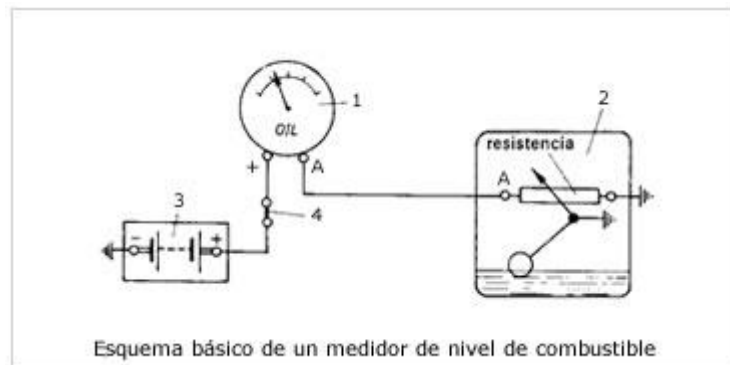 1
OIL
+ A
2
resistencia
A
3
- +
4
Esquema básico de un medidor de nivel de combustible